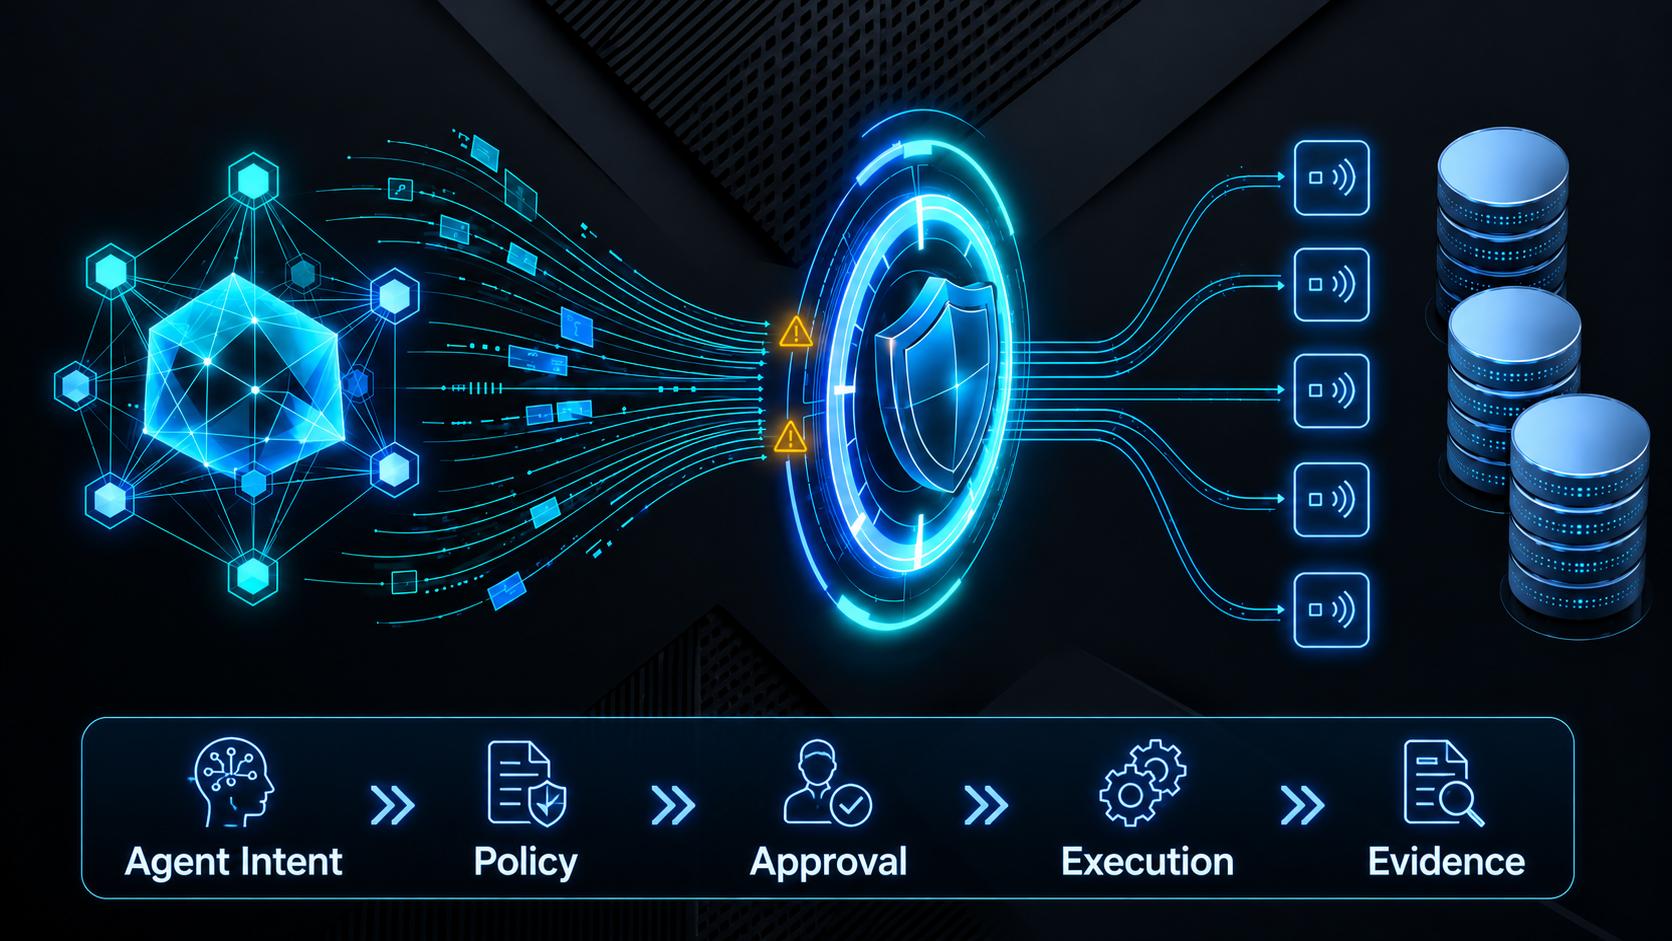 Agent Intent
Policy
Approval
Execution
Evidence